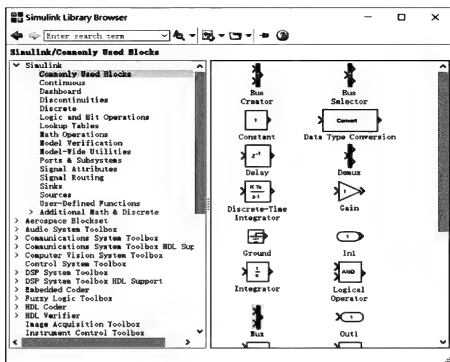 Simulink Library Browser
Enter search term
Simulink/Commonly Used Blocks
Simulink
Commonly Used Blocks
Continuous
Dashboard
Discontinuities
Discrete
Logic and Bit Operations
Lookup Tables
Math Operations
Model Verification
Model-Wide Utilities
Ports & Subsystems
Signal Attributes
Signal Routing
Sinks
Sources
User-Defined Functions
Additional Math & Discrete
Aerospace Blockset
Audio System Toolbox
Communications System Toolbox
Communications System Toolbox HDL Sup
Computer Vision System Toolbox
Control System Toolbox
DSP System Toolbox
DSP System Toolbox HDL Support
Embedded Coder
Fuzzy Logic Toolbox
HDL Coder
HDL Verifier
Image Acquisition Toolbox
Instrument Control Toolbox
Bus Creator
Bus Selector
1
Constant
Convert
Data Type Conversion
Delay
Demux
K Ts
z-1
Discrete-Time Integrator
1
Gain
Ground
1
In1
1
s
Integrator
AND
Logical Operator
Mux
1
Out1